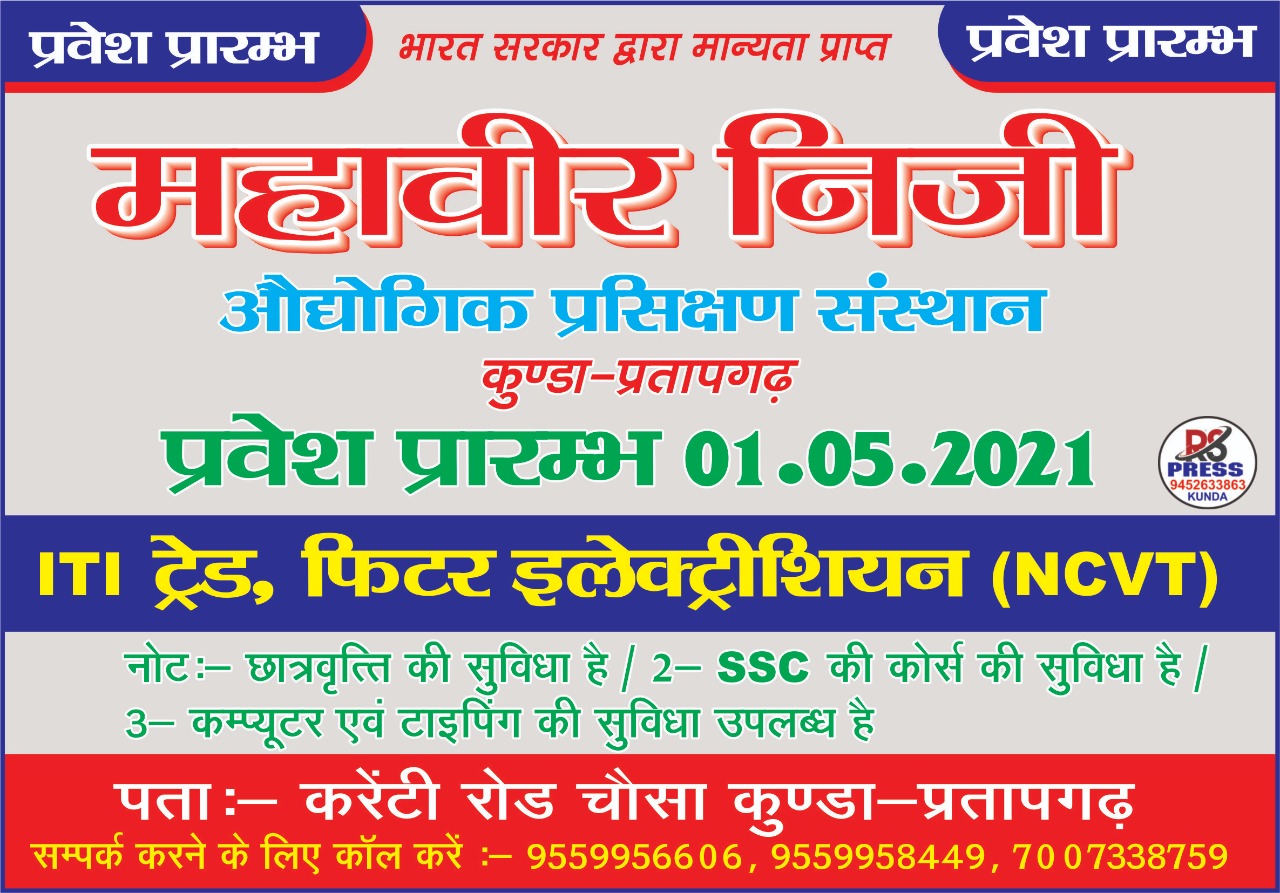 प्रवेश प्रारम्भ
भारत सरकार द्वारा मान्यता प्राप्त
प्रवेश प्रारम्भ
महावीर निजी
औद्योगिक प्रसिक्षण संस्थान
कुण्डा–प्रतापगढ़
प्रवेश प्रारम्भ 01.05.2021
RS
PRESS
9452633863
KUNDA
ITI ट्रेड, फिटर इलेक्ट्रीशियन (NCVT)
नोटः– छात्रवृत्ति की सुविधा है / 2– SSC की कोर्स की सुविधा है /
3– कम्प्यूटर एवं टाइपिंग की सुविधा उपलब्ध है
पताः– करेंटी रोड चौसा कुण्डा–प्रतापगढ़
सम्पर्क करने के लिए कॉल करें :– 9559956606, 9559958449, 7007338759